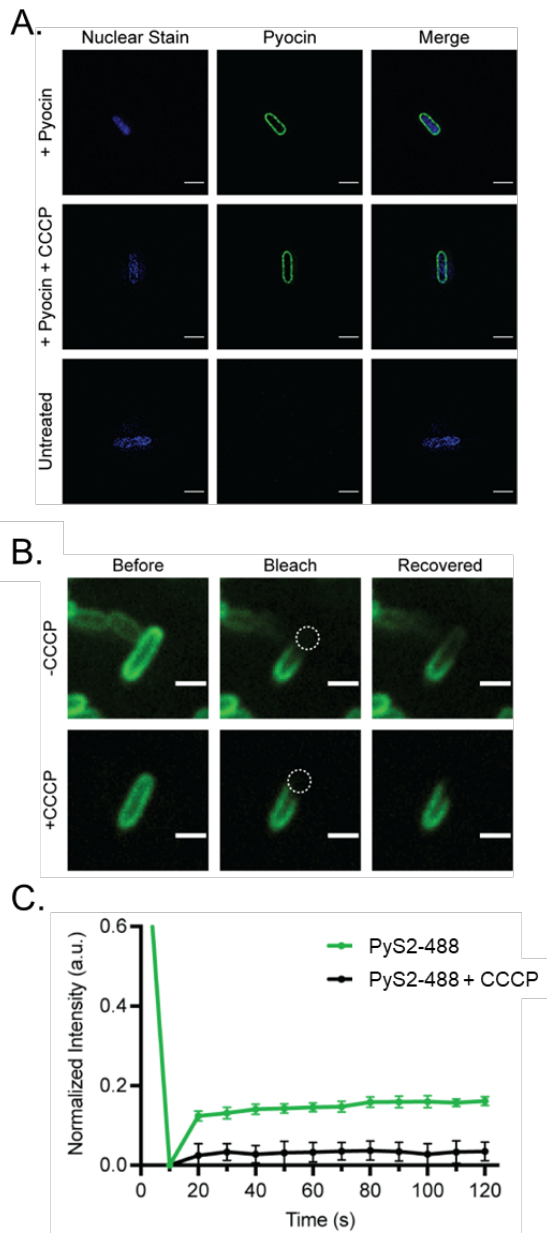 A.
Nuclear Stain Pyocin Merge
+ Pyocin
+ Pyocin + CCCP
Untreated
B.
Before Bleach Recovered
-CCCP
+CCCP
C.
Normalized Intensity (a.u.)
0.6
0.4
0.2
0.0
PyS2-488
PyS2-488 + CCCP
0 20 40 60 80 100 120
Time (s)